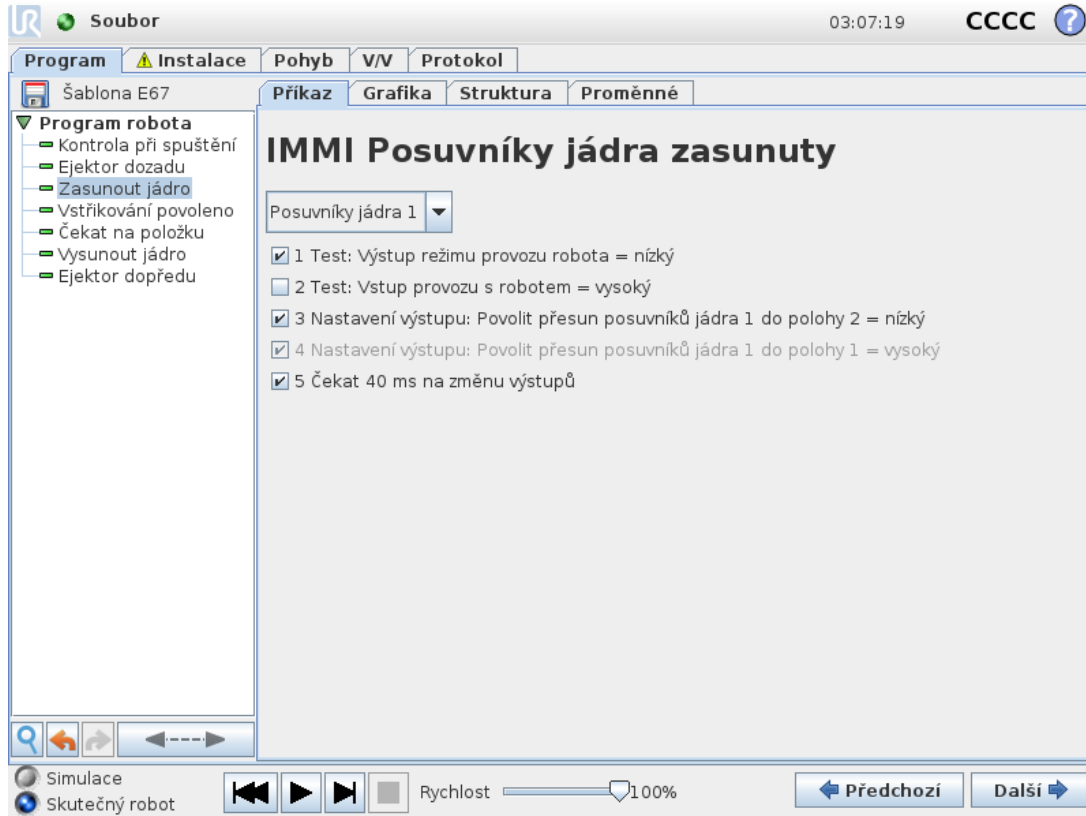 UR Soubor 03:07:19 CCCC ?
Program Instalace Pohyb V/V Protokol
Šablona E67 Příkaz Grafika Struktura Proměnné
Program robota
Kontrola při spuštění
Ejektor dozadu
Zasunout jádro
Vstřikování povoleno
Čekat na položku
Vysunout jádro
Ejektor dopředu
IMMI Posuvníky jádra zasunuty
Posuvníky jádra 1
1 Test: Výstup režimu provozu robota = nízký
2 Test: Vstup provozu s robotem = vysoký
3 Nastavení výstupu: Povolit přesun posuvníků jádra 1 do polohy 2 = nízký
4 Nastavení výstupu: Povolit přesun posuvníků jádra 1 do polohy 1 = vysoký
5 Čekat 40 ms na změnu výstupů
Simulace
Skutečný robot
Rychlost 100%
Předchozí Další